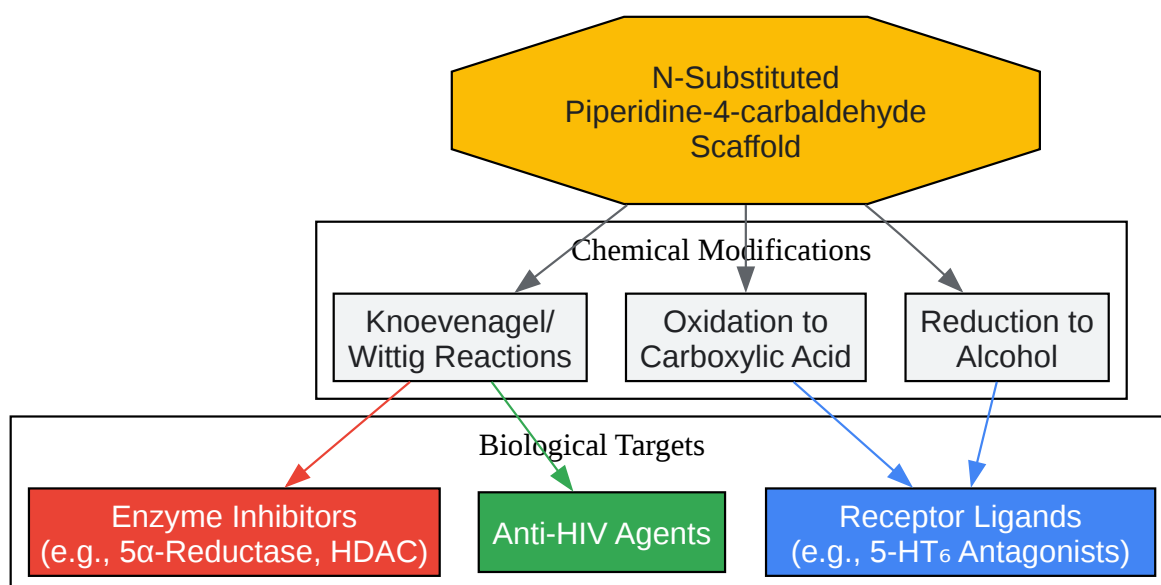 N-Substituted
Piperidine-4-carbaldehyde
Scaffold
Chemical Modifications
Knoevenagel/
Wittig Reactions
Oxidation to
Carboxylic Acid
Reduction to
Alcohol
Biological Targets
Enzyme Inhibitors
(e.g., 5α-Reductase, HDAC)
Anti-HIV Agents
Receptor Ligands
(e.g., 5-HT₆ Antagonists)